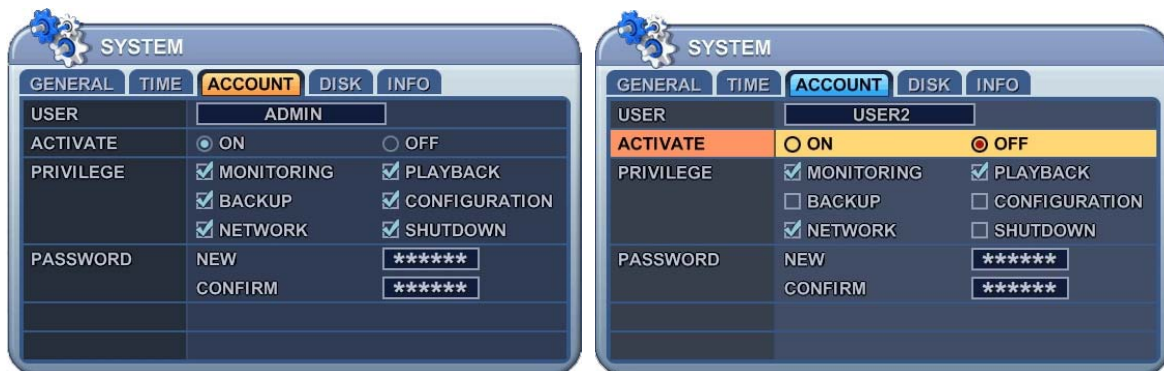 SYSTEM
GENERAL TIME ACCOUNT DISK INFO
USER ADMIN
ACTIVATE ON OFF
PRIVILEGE MONITORING PLAYBACK
BACKUP CONFIGURATION
NETWORK SHUTDOWN
PASSWORD NEW ******
CONFIRM ******
SYSTEM
GENERAL TIME ACCOUNT DISK INFO
USER USER2
ACTIVATE ON OFF
PRIVILEGE MONITORING PLAYBACK
BACKUP CONFIGURATION
NETWORK SHUTDOWN
PASSWORD NEW ******
CONFIRM ******